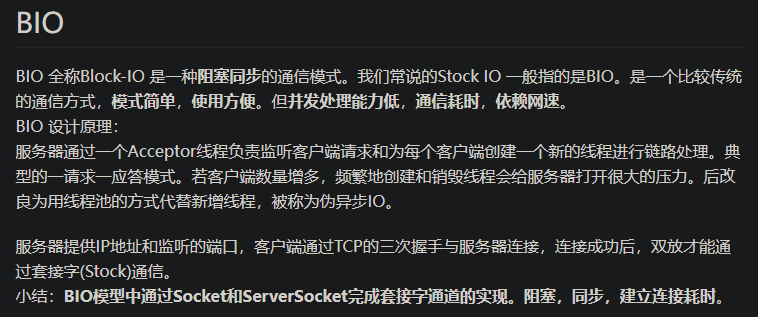 BIO
BIO 全称Block-IO 是一种阻塞同步的通信模式。我们常说的Stock IO 一般指的是BIO。是一个比较传统
的通信方式，模式简单，使用方便。但并发处理能力低，通信耗时，依赖网速。
BIO 设计原理：
服务器通过一个Acceptor线程负责监听客户端请求和为每个客户端创建一个新的线程进行链路处理。典
型的一请求一应答模式。若客户端数量增多，频繁地创建和销毁线程会给服务器打开很大的压力。后改
良为用线程池的方式代替新增线程，被称为伪异步IO。
服务器提供IP地址和监听的端口，客户端通过TCP的三次握手与服务器连接，连接成功后，双放才能通
过套接字(Stock)通信。
小结：BIO模型中通过Socket和ServerSocket完成套接字通道的实现。阻塞，同步，建立连接耗时。